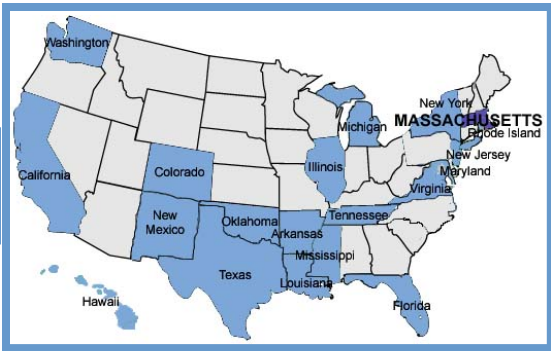 Washington
New York
MASSACHUSETTS
Michigan
Rhode Island
New Jersey
Illinois
Maryland
California
Colorado
Virginia
New
Mexico
Oklahoma
Tennessee
Arkansas
Mississippi
Texas
Louisiana
Hawaii
Florida